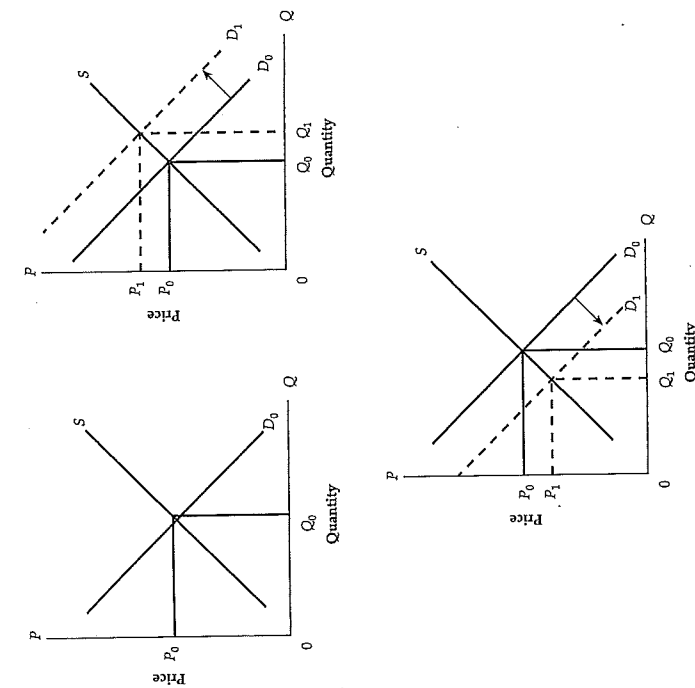 P
S
P₀
Price
D₀
Q
0
Q₀
Quantity
P
S
D₁
P₁
P₀
Price
D₀
Q
0
Q₀
Q₁
Quantity
P
S
P₀
P₁
Price
D₀
D₁
Q
0
Q₁
Q₀
Quantity